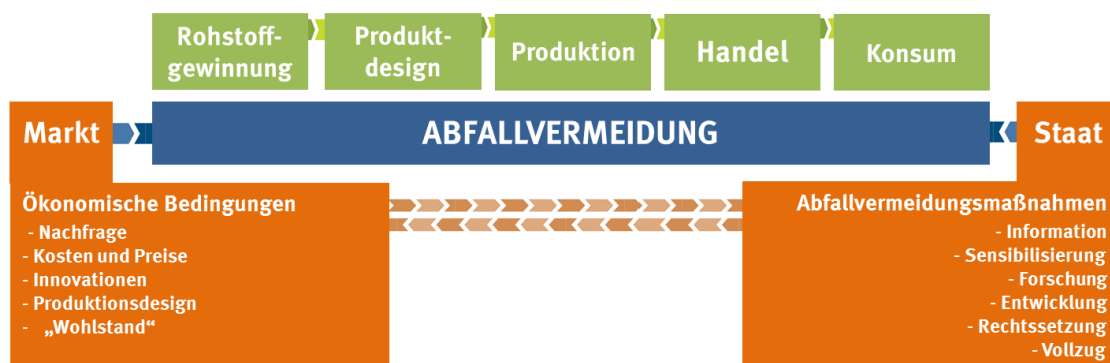 Rohstoff-
gewinnung
Produkt-
design
Produktion
Handel
Konsum
Markt
ABFALLVERMEIDUNG
Staat
Ökonomische Bedingungen
- Nachfrage
- Kosten und Preise
- Innovationen
- Produktionsdesign
- „Wohlstand“
Abfallvermeidungsmaßnahmen
- Information
- Sensibilisierung
- Forschung
- Entwicklung
- Rechtssetzung
- Vollzug